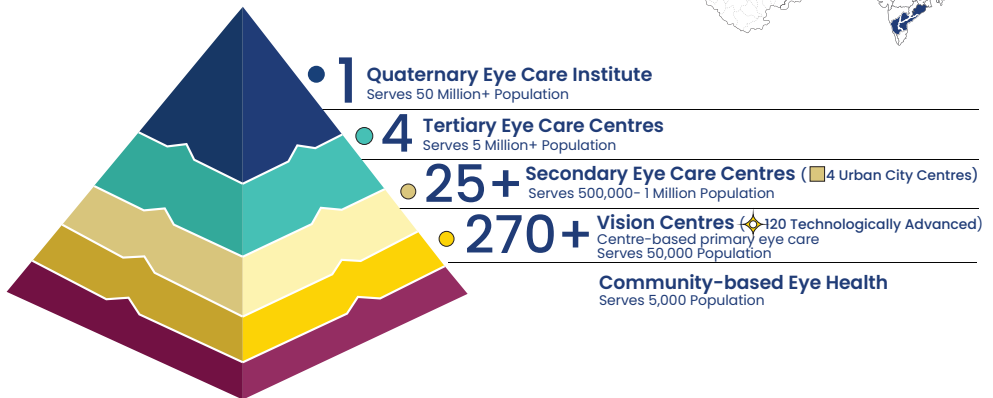 1 Quaternary Eye Care Institute
Serves 50 Million+ Population
4 Tertiary Eye Care Centres
Serves 5 Million+ Population
25+ Secondary Eye Care Centres (4 Urban City Centres)
Serves 500,000- 1 Million Population
270+ Vision Centres (120 Technologically Advanced)
Centre-based primary eye care
Serves 50,000 Population
Community-based Eye Health
Serves 5,000 Population